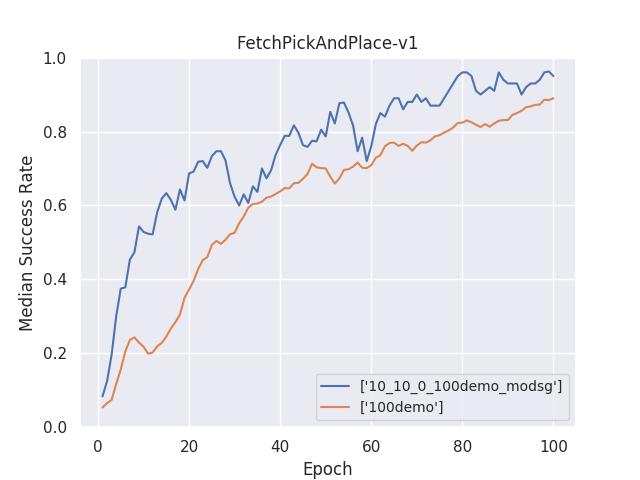 FetchPickAndPlace-v1
1.0
0.8
0.6
0.4
0.2
0.0
Median Success Rate
['10_10_0_100demo_modsg']
['100demo']
0 20 40 60 80 100
Epoch